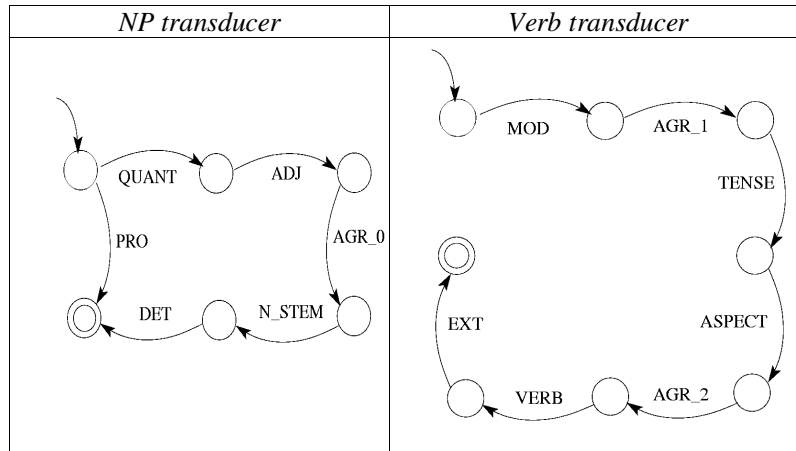 NP transducer
QUANT
ADJ
PRO
AGR_0
DET
N_STEM
Verb transducer
MOD
AGR_1
TENSE
ASPECT
AGR_2
VERB
EXT